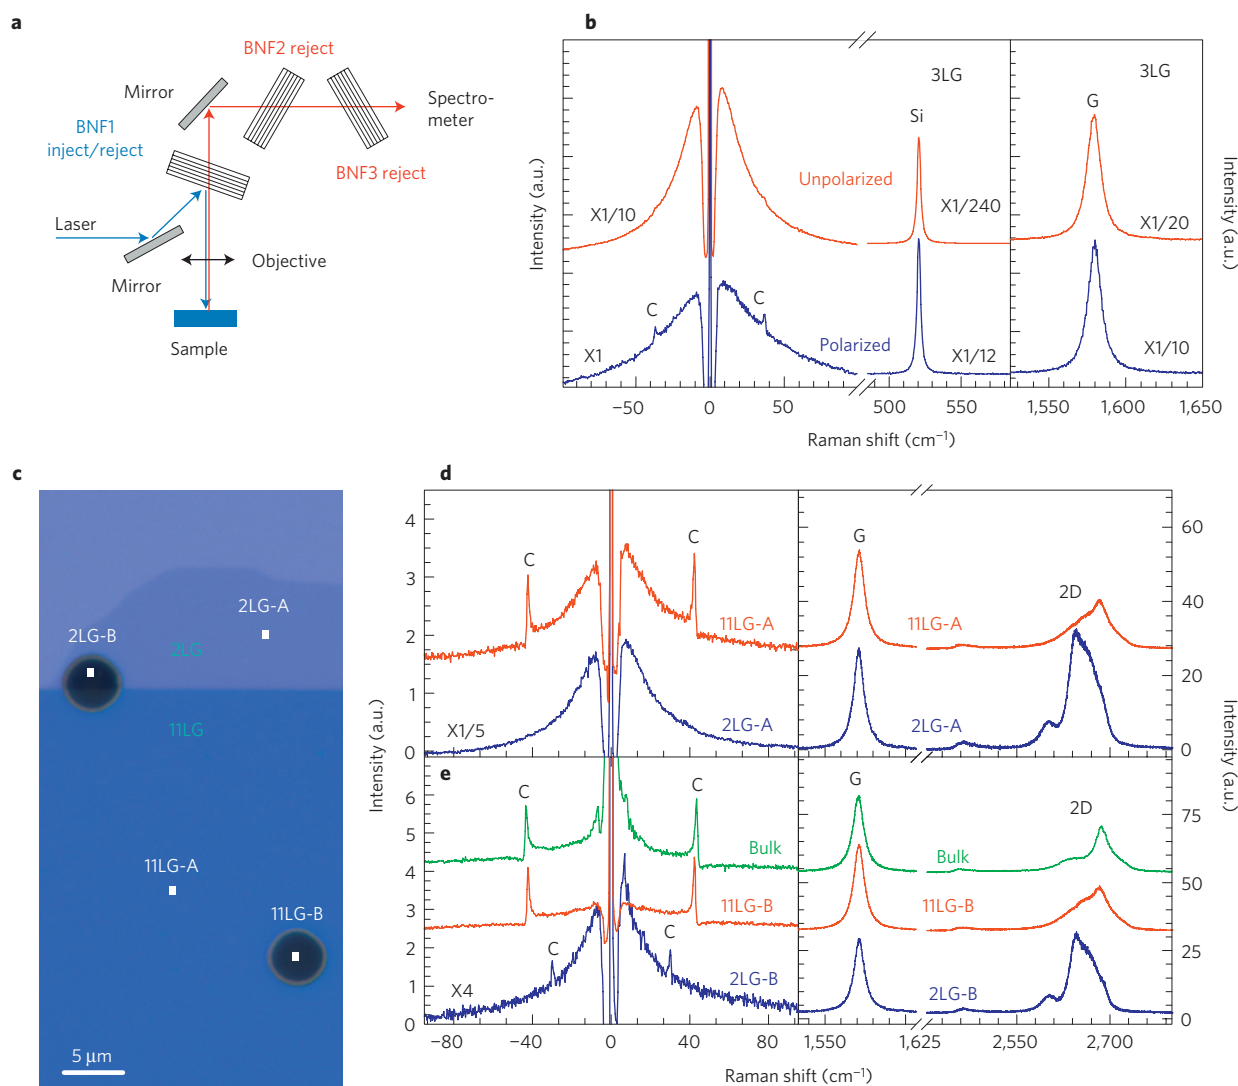 a
BNF2 reject
Mirror
Spectro-
meter
BNF1
inject/reject
BNF3 reject
Laser
Objective
Mirror
Sample
b
3LG
3LG
Si
G
Unpolarized
X1/10
X1/240
X1/20
C
C
Polarized
X1
X1/12
X1/10
Intensity (a.u.)
Intensity (a.u.)
−50
0
50
500
550
1,550
1,600
1,650
Raman shift (cm−1)
c
2LG-A
2LG-B
2LG
11LG
11LG-A
11LG-B
5 μm
d
4
3
2
1
0
C
C
11LG-A
X1/5
2LG-A
G
2D
11LG-A
2LG-A
60
40
20
0
Intensity (a.u.)
Intensity (a.u.)
e
6
5
4
3
2
1
0
C
C
Bulk
11LG-B
C
C
X4
2LG-B
G
2D
Bulk
11LG-B
2LG-B
75
50
25
0
−80
−40
0
40
80
1,550
1,625
2,550
2,700
Raman shift (cm−1)